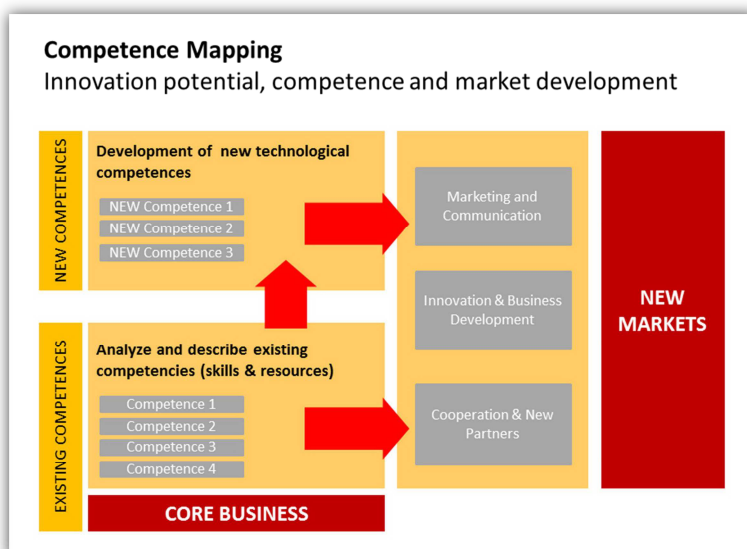 Competence Mapping
Innovation potential, competence and market development
NEW COMPETENCES
Development of new technological
competences
NEW Competence 1
NEW Competence 2
NEW Competence 3
EXISTING COMPETENCES
Analyze and describe existing
competencies (skills & resources)
Competence 1
Competence 2
Competence 3
Competence 4
CORE BUSINESS
Marketing and
Communication
Innovation & Business
Development
Cooperation & New
Partners
NEW
MARKETS